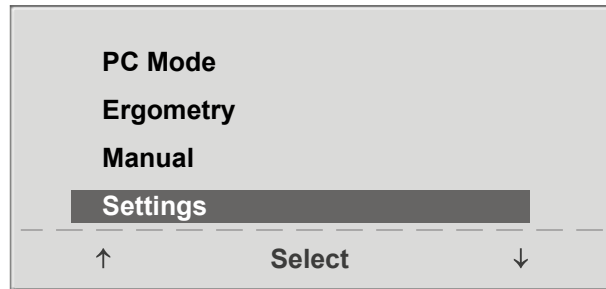 PC Mode
Ergometry
Manual
Settings
↑ Select ↓